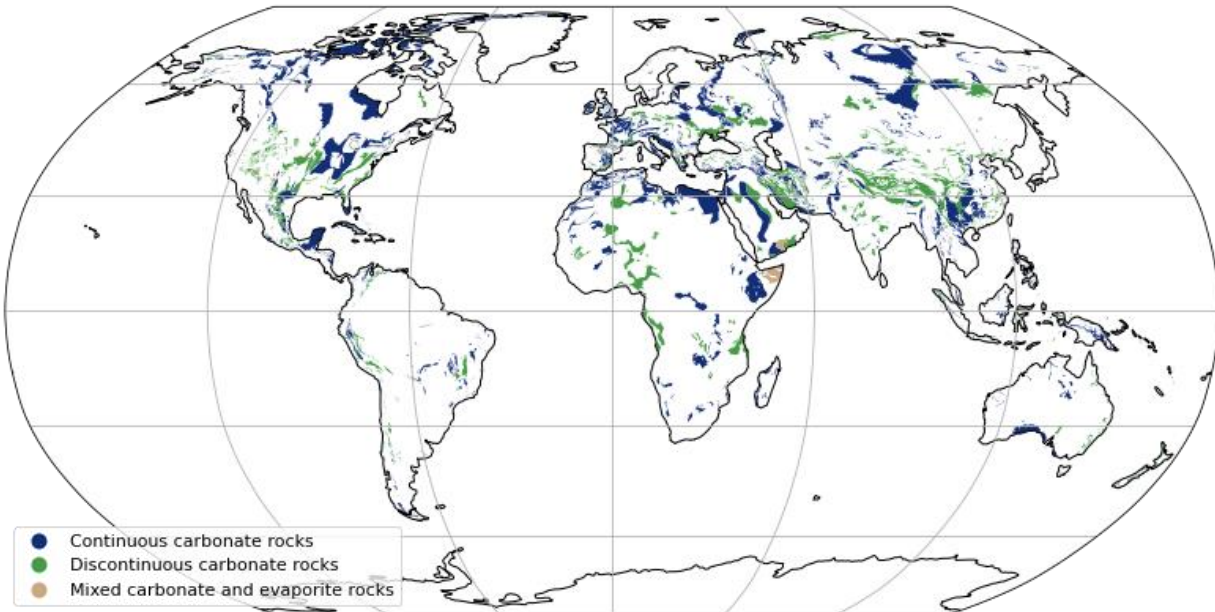 Continuous carbonate rocks
Discontinuous carbonate rocks
Mixed carbonate and evaporite rocks